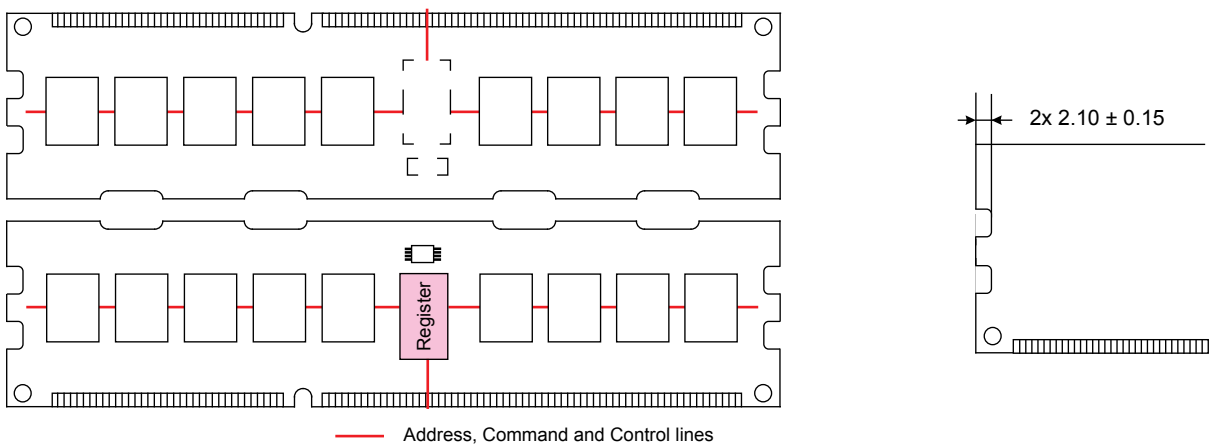 2x 2.10 ± 0.15
Register
Address, Command and Control lines